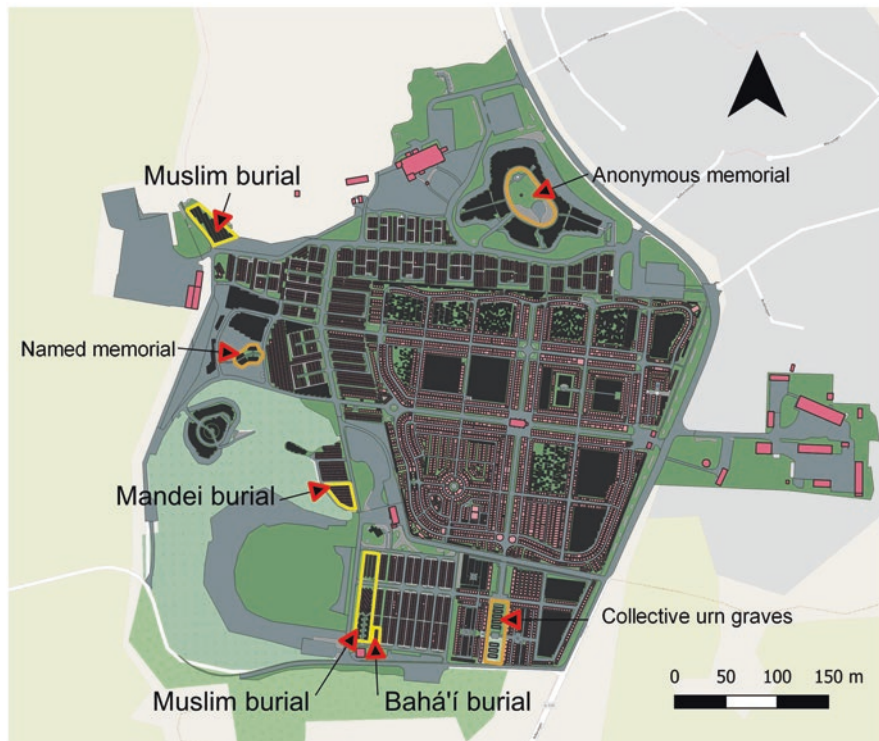 Muslim burial
Anonymous memorial
Named memorial
Mandei burial
Collective urn graves
Muslim burial
Bahá'í burial
0 50 100 150 m